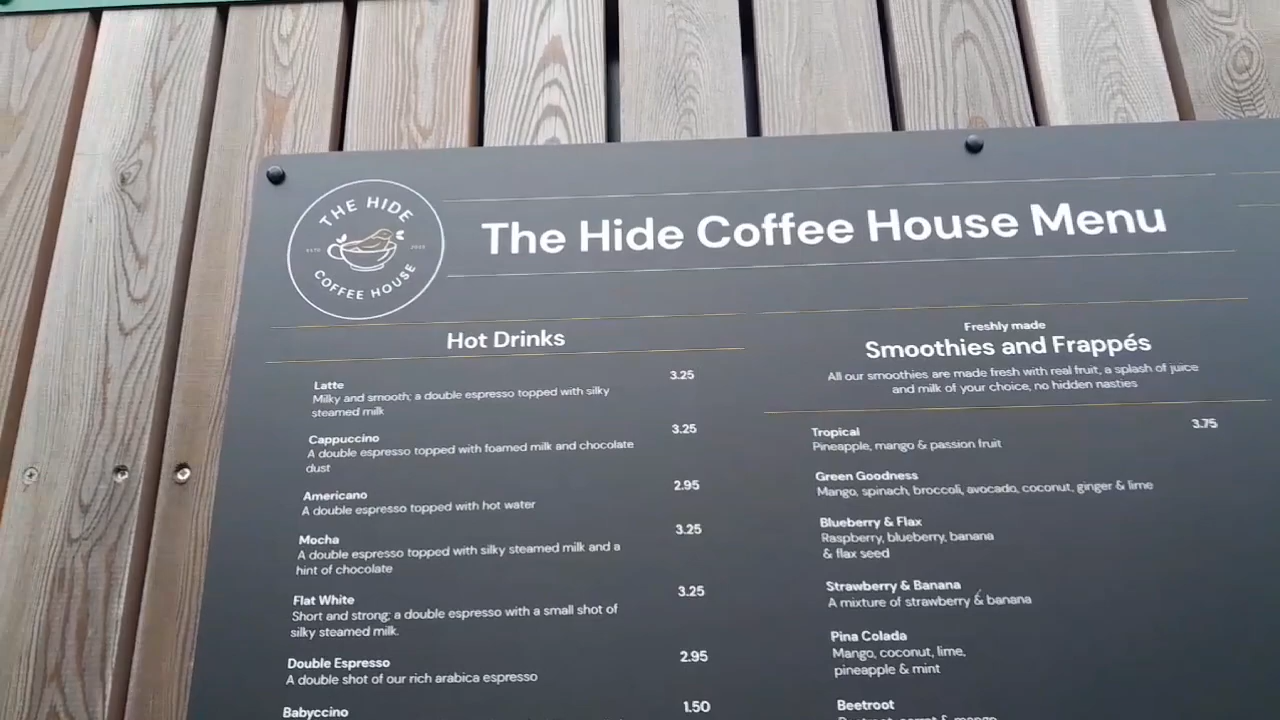 THE HIDE
ESTD 2020
COFFEE HOUSE
The Hide Coffee House Menu
Hot Drinks
Latte 3.25
Milky and smooth; a double espresso topped with silky
steamed milk
Cappuccino 3.25
A double espresso topped with foamed milk and chocolate
dust
Americano 2.95
A double espresso topped with hot water
Mocha 3.25
A double espresso topped with silky steamed milk and a
hint of chocolate
Flat White 3.25
Short and strong; a double espresso with a small shot of
silky steamed milk.
Double Espresso 2.95
A double shot of our rich arabica espresso
Babyccino 1.50
Freshly made
Smoothies and Frappés
All our smoothies are made fresh with real fruit, a splash of juice
and milk of your choice, no hidden nasties
Tropical 3.75
Pineapple, mango & passion fruit
Green Goodness
Mango, spinach, broccoli, avocado, coconut, ginger & lime
Blueberry & Flax
Raspberry, blueberry, banana
& flax seed
Strawberry & Banana
A mixture of strawberry & banana
Pina Colada
Mango, coconut, lime,
pineapple & mint
Beetroot
Beetroot, carrot & mango